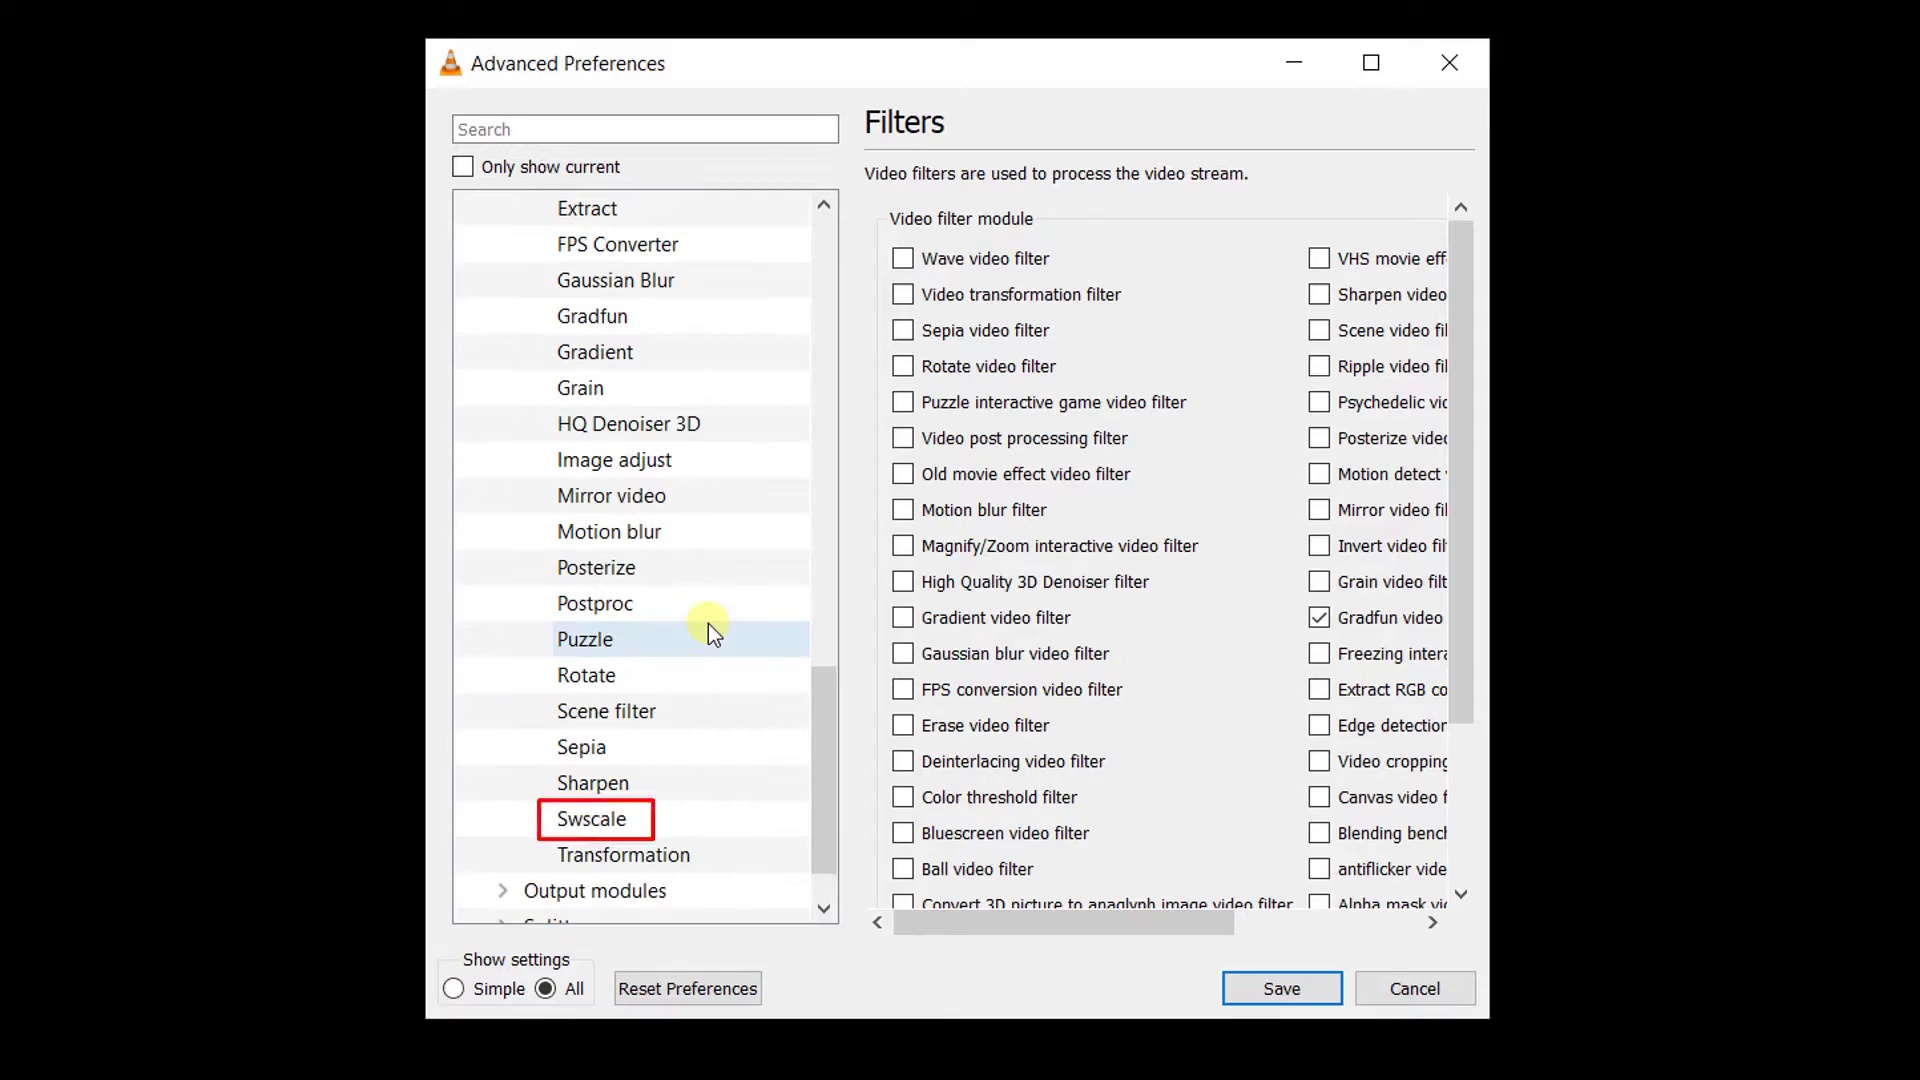 Advanced Preferences
Search
Only show current
Extract
FPS Converter
Gaussian Blur
Gradfun
Gradient
Grain
HQ Denoiser 3D
Image adjust
Mirror video
Motion blur
Posterize
Postproc
Puzzle
Rotate
Scene filter
Sepia
Sharpen
Swscale
Transformation
Output modules
Show settings
Simple
All
Reset Preferences
Filters
Video filters are used to process the video stream.
Video filter module
Wave video filter
VHS movie eff
Video transformation filter
Sharpen video
Sepia video filter
Scene video fil
Rotate video filter
Ripple video fil
Puzzle interactive game video filter
Psychedelic vid
Video post processing filter
Posterize video
Old movie effect video filter
Motion detect
Motion blur filter
Mirror video fil
Magnify/Zoom interactive video filter
Invert video filt
High Quality 3D Denoiser filter
Grain video filt
Gradient video filter
Gradfun video
Gaussian blur video filter
Freezing intera
FPS conversion video filter
Extract RGB co
Erase video filter
Edge detection
Deinterlacing video filter
Video cropping
Color threshold filter
Canvas video f
Bluescreen video filter
Blending bench
Ball video filter
antiflicker vide
Convert 3D picture to anaglyph image video filter
Alpha mask vid
Save
Cancel